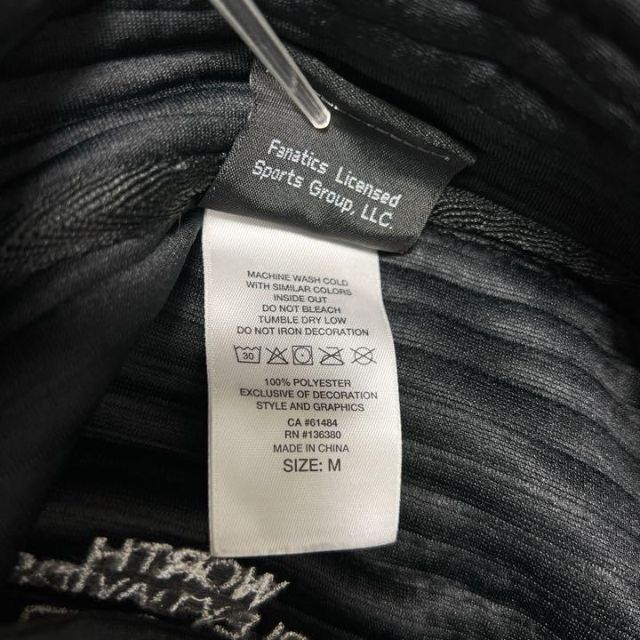 Fanatics Licensed
Sports Group, LLC.
MACHINE WASH COLD
WITH SIMILAR COLORS
INSIDE OUT
DO NOT BLEACH
TUMBLE DRY LOW
DO NOT IRON DECORATION
30
100% POLYESTER
EXCLUSIVE OF DECORATION
STYLE AND GRAPHICS
CA #61484
RN #136380
MADE IN CHINA
SIZE: M